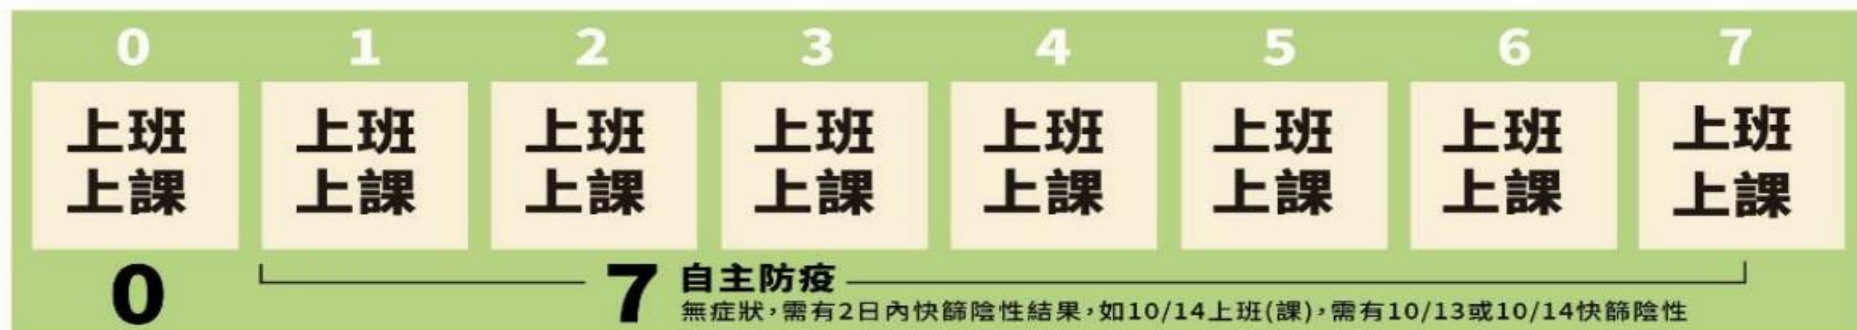 0 1 2 3 4 5 6 7
上班 上班 上班 上班 上班 上班 上班 上班
上課 上課 上課 上課 上課 上課 上課 上課
0 7 自主防疫
無症狀,需有2日內快篩陰性結果,如10/14上班(課),需有10/13或10/14快篩陰性